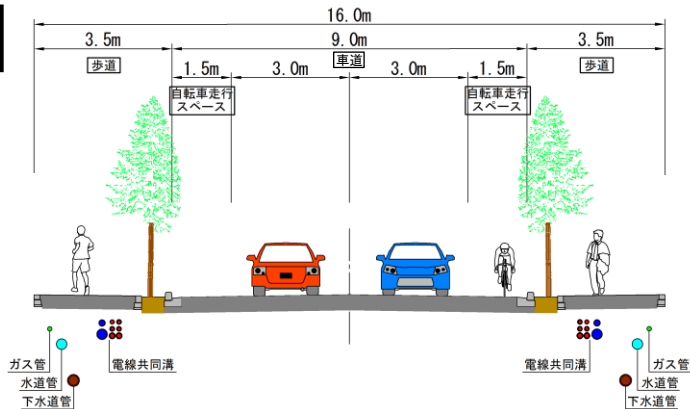 16.0m
3.5m
9.0m
3.5m
歩道
車道
歩道
1.5m
3.0m
3.0m
1.5m
自転車走行
スペース
自転車走行
スペース
ガス管
水道管
下水道管
電線共同溝
電線共同溝
ガス管
水道管
下水道管